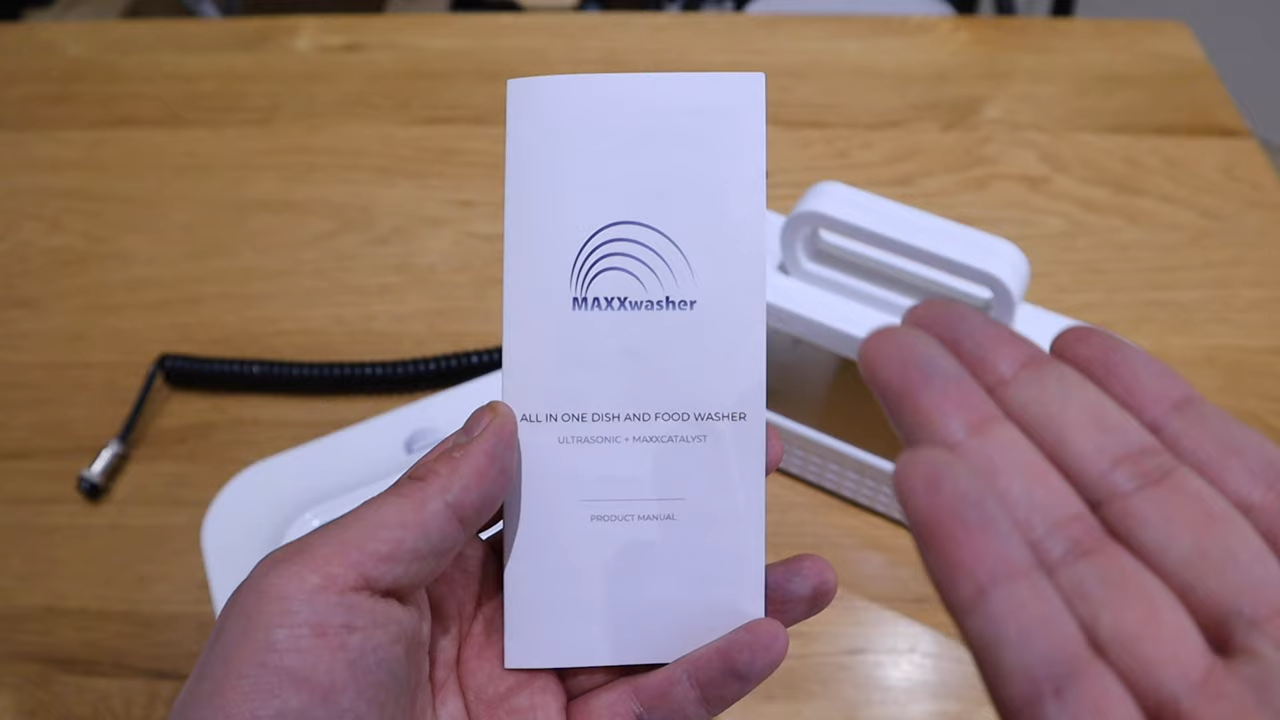 MAXXwasher
ALL IN ONE DISH AND FOOD WASHER
ULTRASONIC + MAXXCATALYST
PRODUCT MANUAL